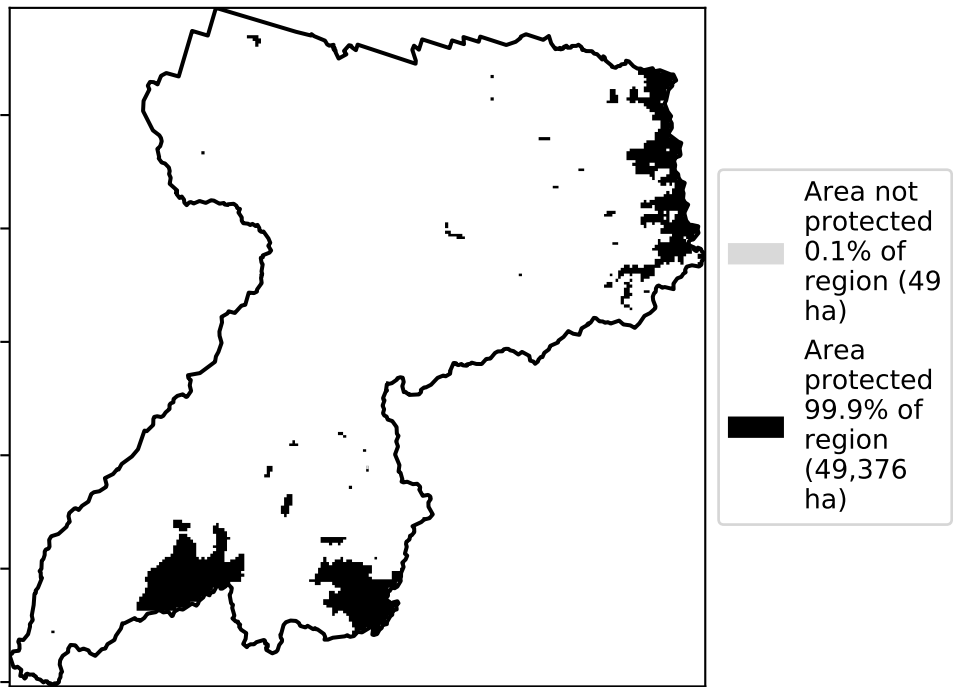 Area not
protected
0.1% of
region (49
ha)
Area
protected
99.9% of
region
(49,376
ha)